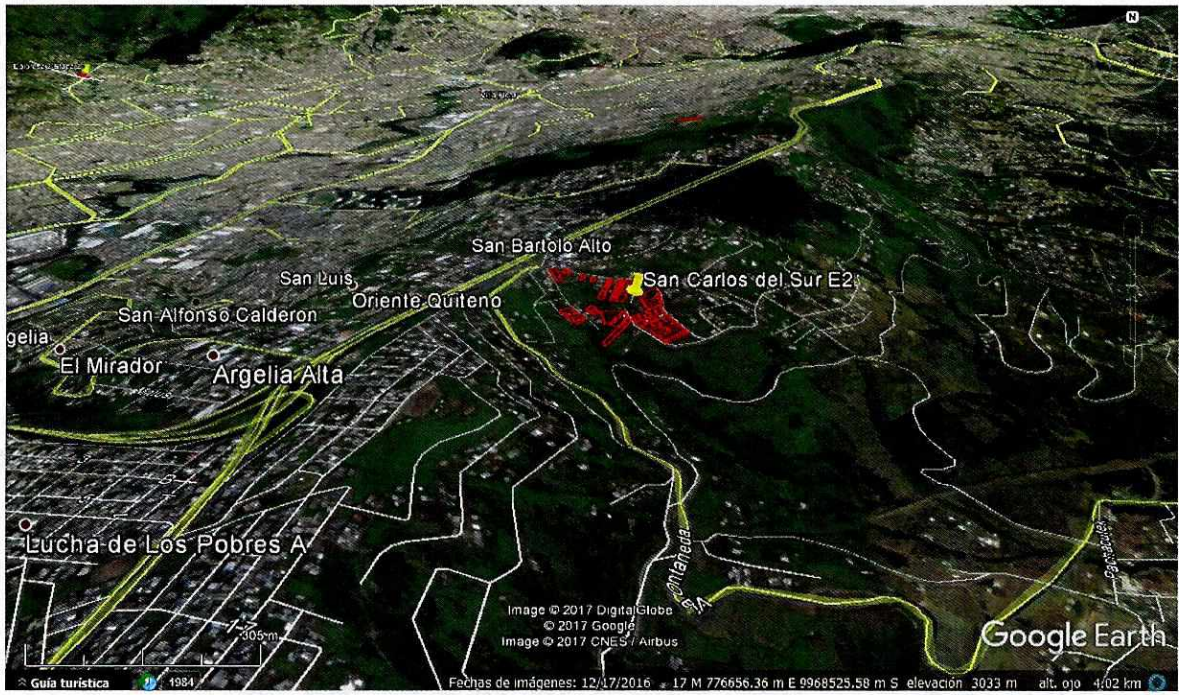 N
San Bartolo Alto
San Luis
San Carlos del Sur E2
Oriente Quiteno
San Alfonso Calderon
gelia
El Mirador
Argelia Alta
Lucha de Los Pobres A
305 m
Image © 2017 DigitalGlobe
© 2017 Google
Image © 2017 CNES / Airbus
Google Earth
Guía turística
1984
Fechas de imágenes: 12/17/2016 17 M 776656.36 m E 9968525.58 m S elevación 3033 m alt. ojo 4.02 km